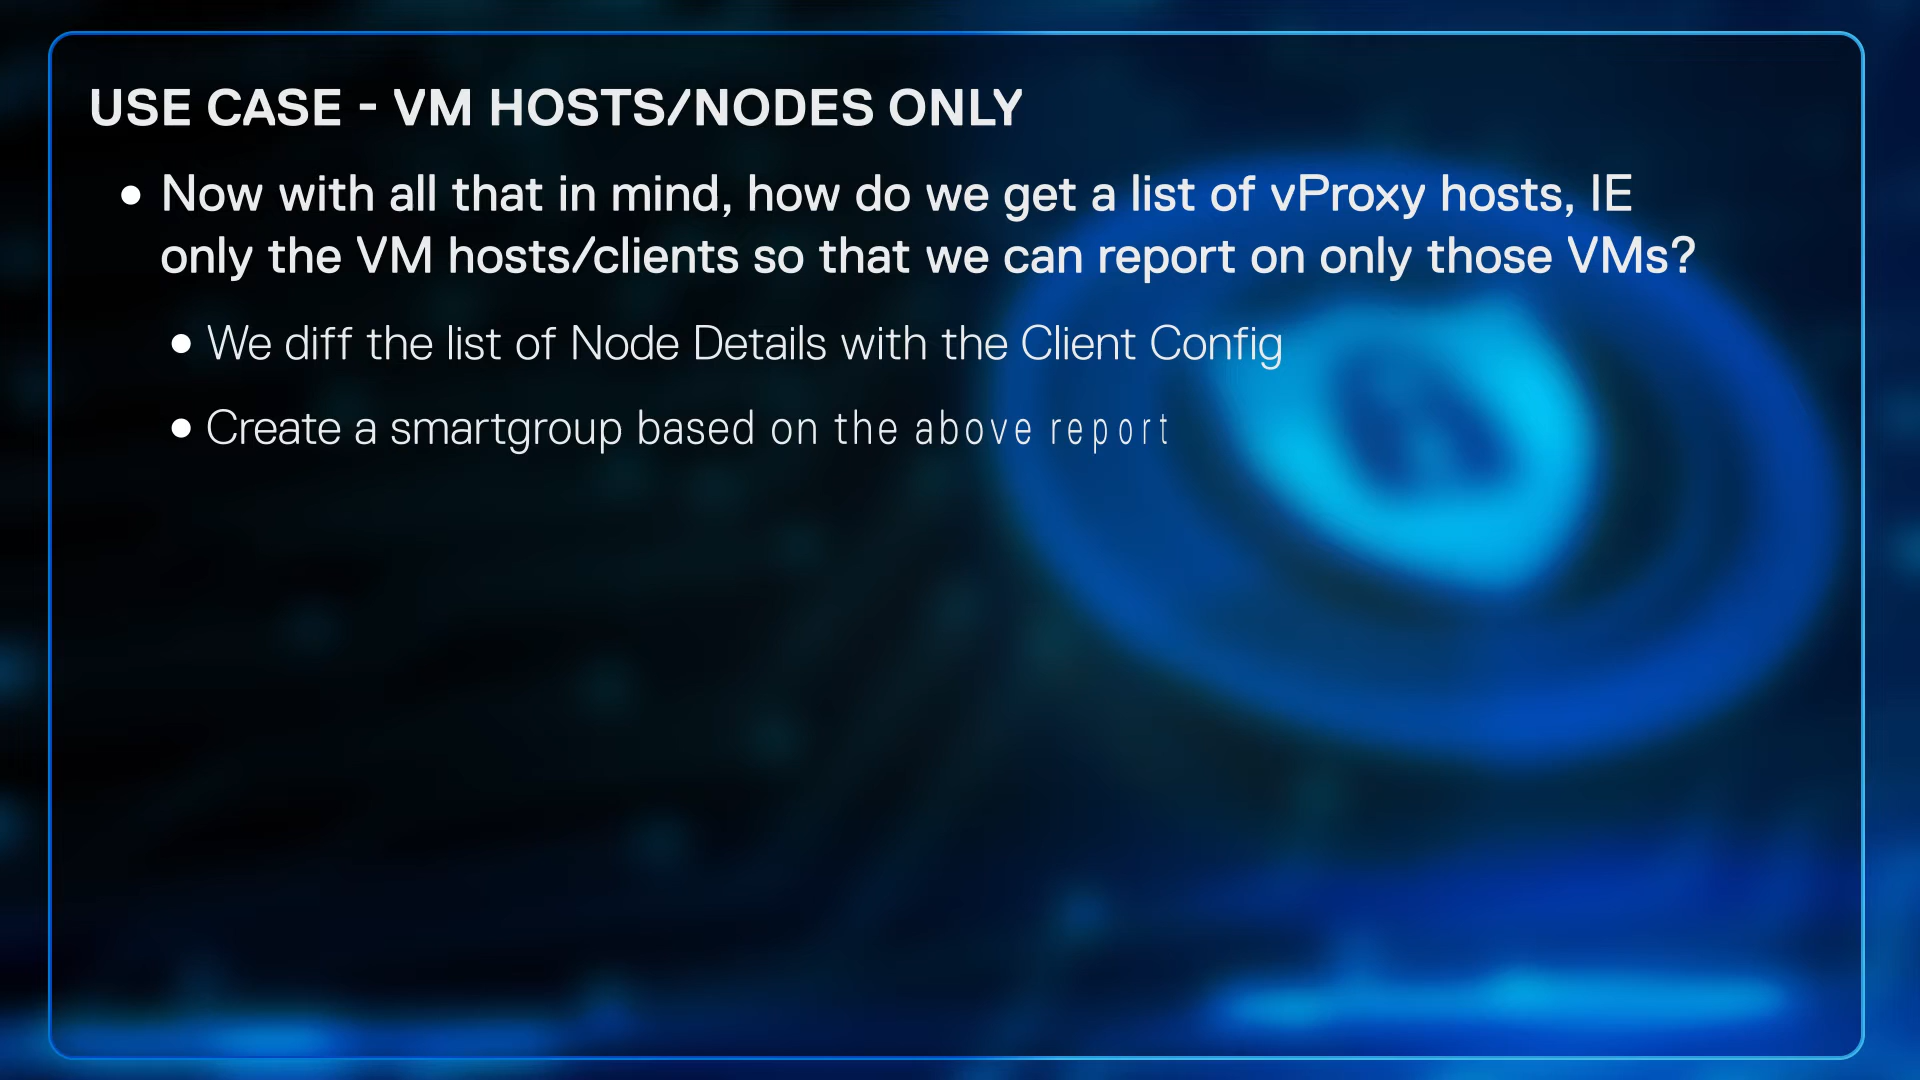 USE CASE - VM HOSTS/NODES ONLY
Now with all that in mind, how do we get a list of vProxy hosts, IE
only the VM hosts/clients so that we can report on only those VMs?
We diff the list of Node Details with the Client Config
Create a smartgroup based on the above report